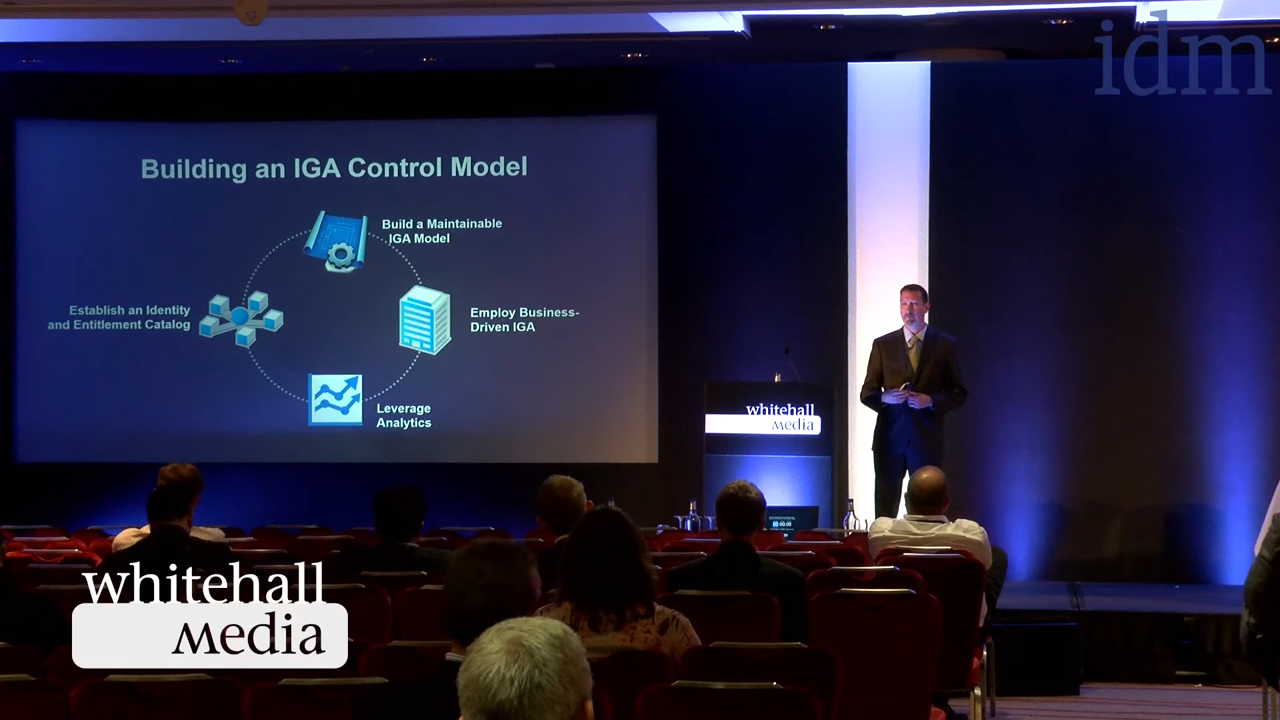 idm
Building an IGA Control Model
Build a Maintainable
IGA Model
Establish an Identity
and Entitlement Catalog
Employ Business-
Driven IGA
Leverage
Analytics
whitehall
media
whitehall
media